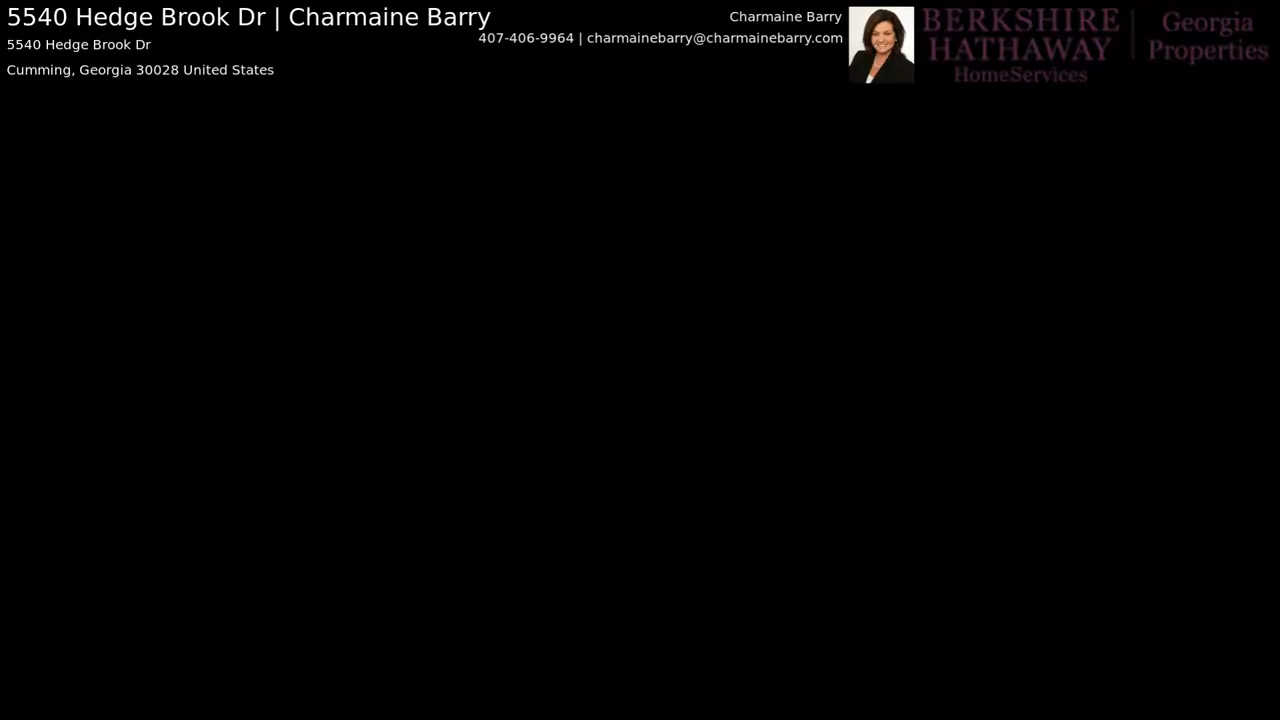 5540 Hedge Brook Dr | Charmaine Barry
5540 Hedge Brook Dr
Cumming, Georgia 30028 United States
Charmaine Barry
407-406-9964 | charmainebarry@charmainebarry.com
BERKSHIRE
HATHAWAY
HomeServices
Georgia
Properties